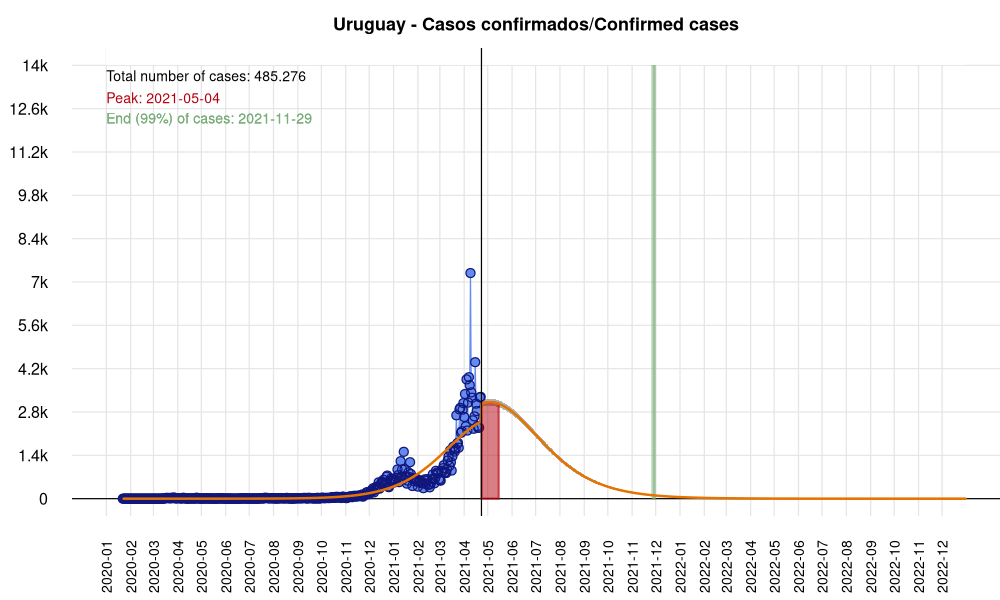 Uruguay - Casos confirmados/Confirmed cases
Total number of cases: 485.276
Peak: 2021-05-04
End (99%) of cases: 2021-11-29
14k
12.6k
11.2k
9.8k
8.4k
7k
5.6k
4.2k
2.8k
1.4k
0
2020-01
2020-02
2020-03
2020-04
2020-05
2020-06
2020-07
2020-08
2020-09
2020-10
2020-11
2020-12
2021-01
2021-02
2021-03
2021-04
2021-05
2021-06
2021-07
2021-08
2021-09
2021-10
2021-11
2021-12
2022-01
2022-02
2022-03
2022-04
2022-05
2022-06
2022-07
2022-08
2022-09
2022-10
2022-11
2022-12